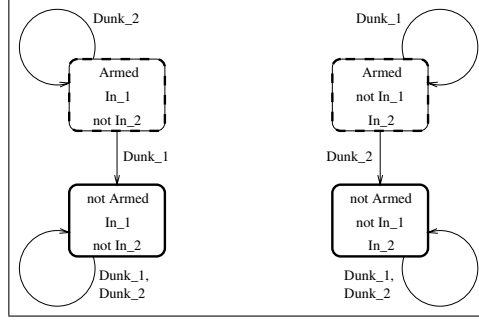 Dunk_2
Armed
In_1
not In_2
Dunk_1
not Armed
In_1
not In_2
Dunk_1,
Dunk_2
Dunk_1
Armed
not In_1
In_2
Dunk_2
not Armed
not In_1
In_2
Dunk_1,
Dunk_2